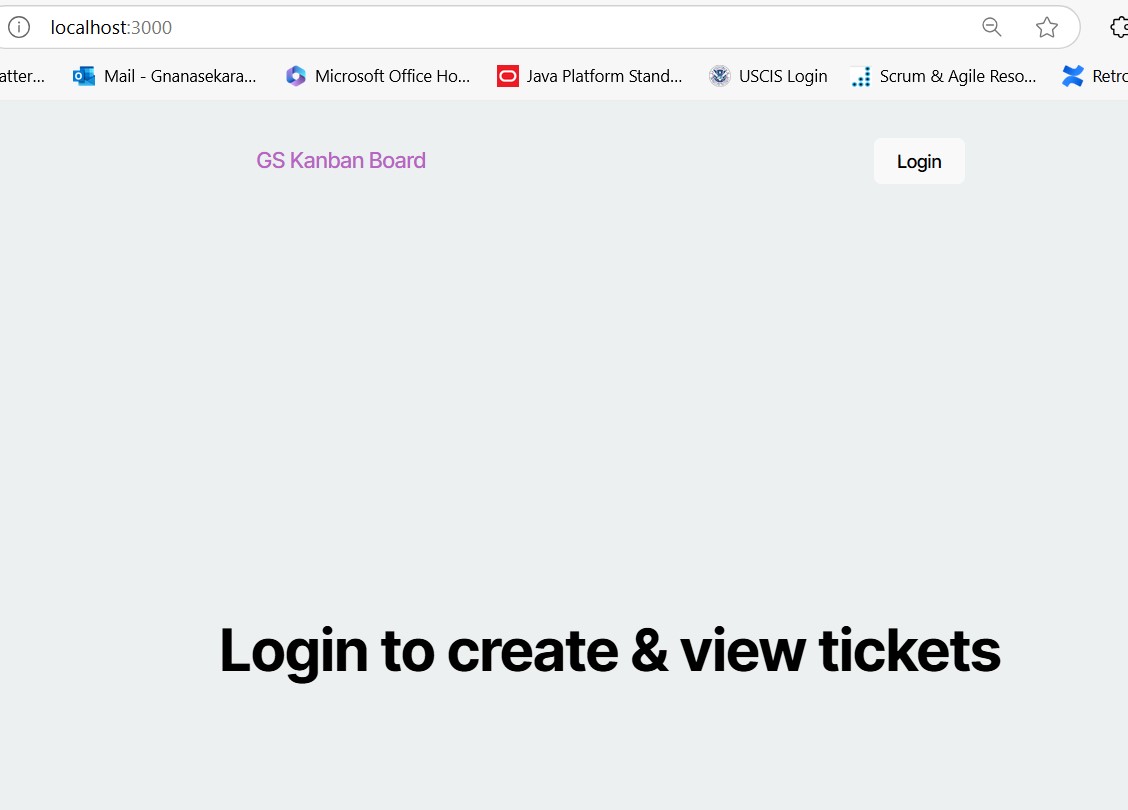 localhost:3000
atter... Mail - Gnanasekara... Microsoft Office Ho... Java Platform Stand... USCIS Login Scrum & Agile Reso... Retro
GS Kanban Board Login
Login to create & view tickets